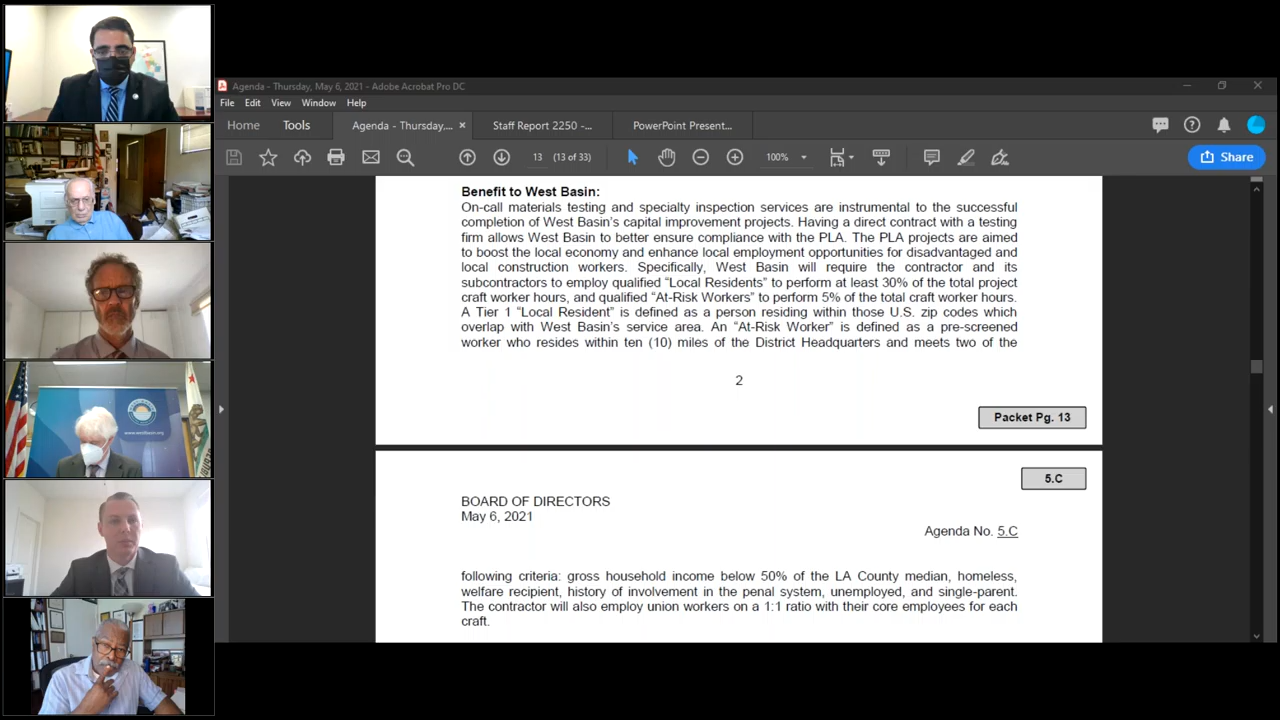 Agenda - Thursday, May 6, 2021 - Adobe Acrobat Pro DC
File Edit View Window Help
Home Tools Agenda - Thursday,... × Staff Report 2250 -... PowerPoint Present...
13 (13 of 33) 100% Share
Benefit to West Basin:
On-call materials testing and specialty inspection services are instrumental to the successful
completion of West Basin's capital improvement projects. Having a direct contract with a testing
firm allows West Basin to better ensure compliance with the PLA. The PLA projects are aimed
to boost the local economy and enhance local employment opportunities for disadvantaged and
local construction workers. Specifically, West Basin will require the contractor and its
subcontractors to employ qualified “Local Residents” to perform at least 30% of the total project
craft worker hours, and qualified “At-Risk Workers” to perform 5% of the total craft worker hours.
A Tier 1 “Local Resident” is defined as a person residing within those U.S. zip codes which
overlap with West Basin's service area. An “At-Risk Worker” is defined as a pre-screened
worker who resides within ten (10) miles of the District Headquarters and meets two of the
2
Packet Pg. 13
5.C
BOARD OF DIRECTORS
May 6, 2021
Agenda No. 5.C
following criteria: gross household income below 50% of the LA County median, homeless,
welfare recipient, history of involvement in the penal system, unemployed, and single-parent.
The contractor will also employ union workers on a 1:1 ratio with their core employees for each
craft.
www.westbasin.org